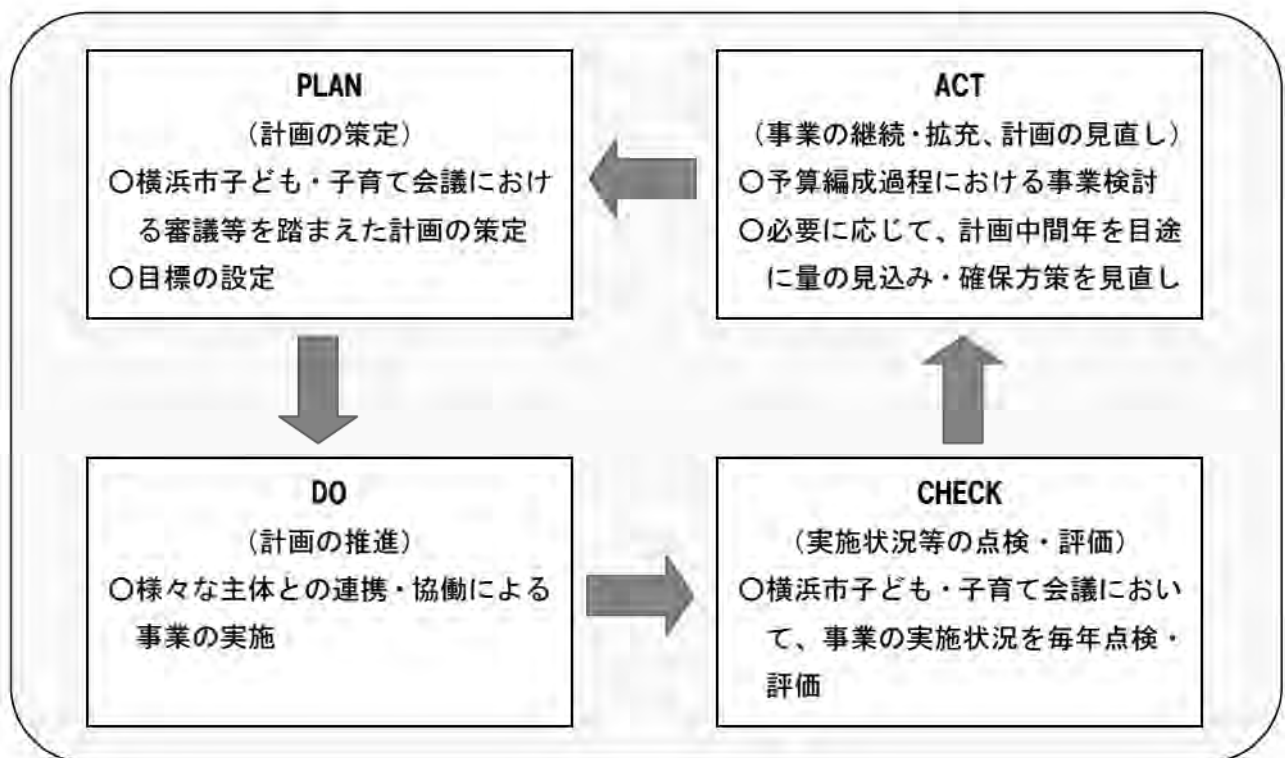 PLAN
（計画の策定）
○横浜市子ども・子育て会議におけ
る審議等を踏まえた計画の策定
○目標の設定
ACT
（事業の継続・拡充、計画の見直し）
○予算編成過程における事業検討
○必要に応じて、計画中間年を目途
に量の見込み・確保方策を見直し
DO
（計画の推進）
○様々な主体との連携・協働による
事業の実施
CHECK
（実施状況等の点検・評価）
○横浜市子ども・子育て会議におい
て、事業の実施状況を毎年点検・
評価